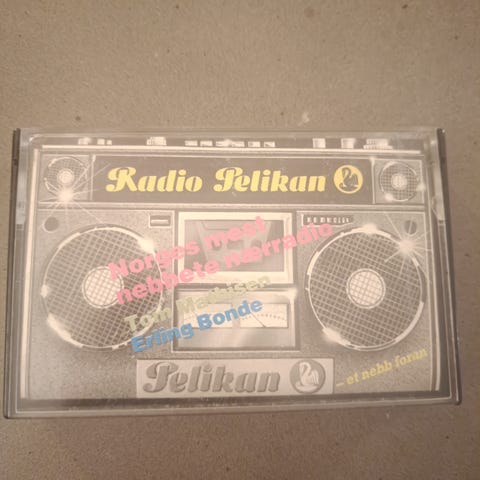 Radio Pelikan
Norges mest
nebbete nærradio
Tom Mathisen
Erling Bonde
Pelikan
– et nebb foran